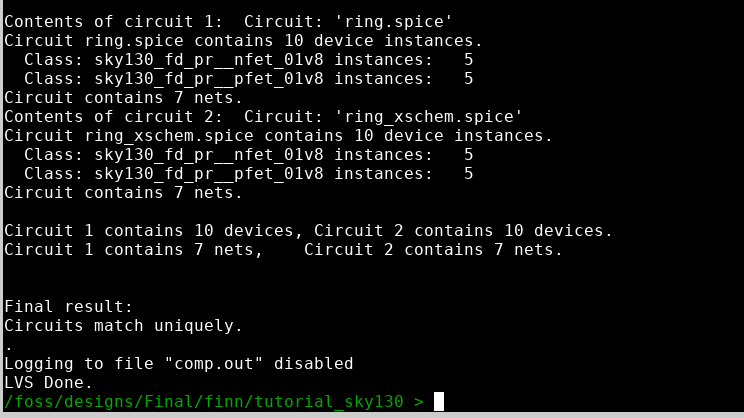 Contents of circuit 1:  Circuit: 'ring.spice'
Circuit ring.spice contains 10 device instances.
  Class: sky130_fd_pr__nfet_01v8 instances:   5
  Class: sky130_fd_pr__pfet_01v8 instances:   5
Circuit contains 7 nets.
Contents of circuit 2:  Circuit: 'ring_xschem.spice'
Circuit ring_xschem.spice contains 10 device instances.
  Class: sky130_fd_pr__nfet_01v8 instances:   5
  Class: sky130_fd_pr__pfet_01v8 instances:   5
Circuit contains 7 nets.

Circuit 1 contains 10 devices, Circuit 2 contains 10 devices.
Circuit 1 contains 7 nets,    Circuit 2 contains 7 nets.


Final result:
Circuits match uniquely.
.
Logging to file "comp.out" disabled
LVS Done.
/foss/designs/Final/finn/tutorial_sky130 >